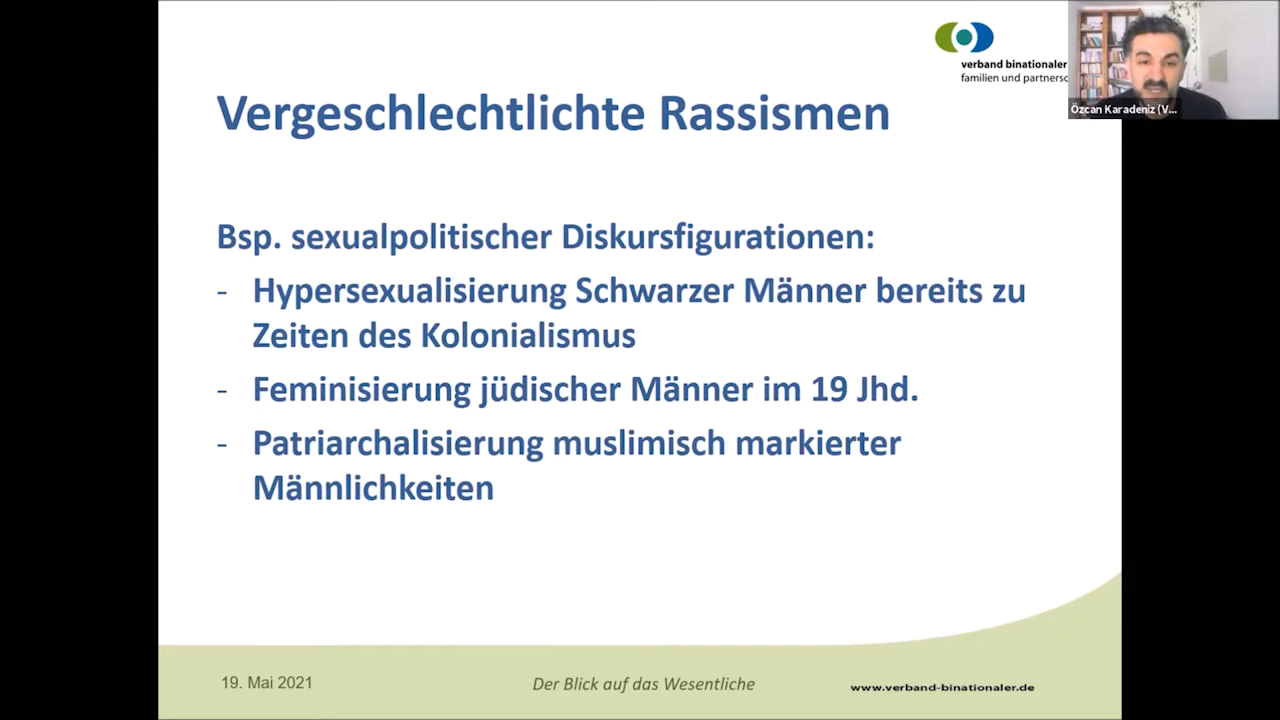 verband binationaler
familien und partnersc
Özcan Karadeniz (V...
Vergeschlechtlichte Rassismen
Bsp. sexualpolitischer Diskursfigurationen:
- Hypersexualisierung Schwarzer Männer bereits zu
Zeiten des Kolonialismus
- Feminisierung jüdischer Männer im 19 Jhd.
- Patriarchalisierung muslimisch markierter
Männlichkeiten
19. Mai 2021
Der Blick auf das Wesentliche
www.verband-binationaler.de